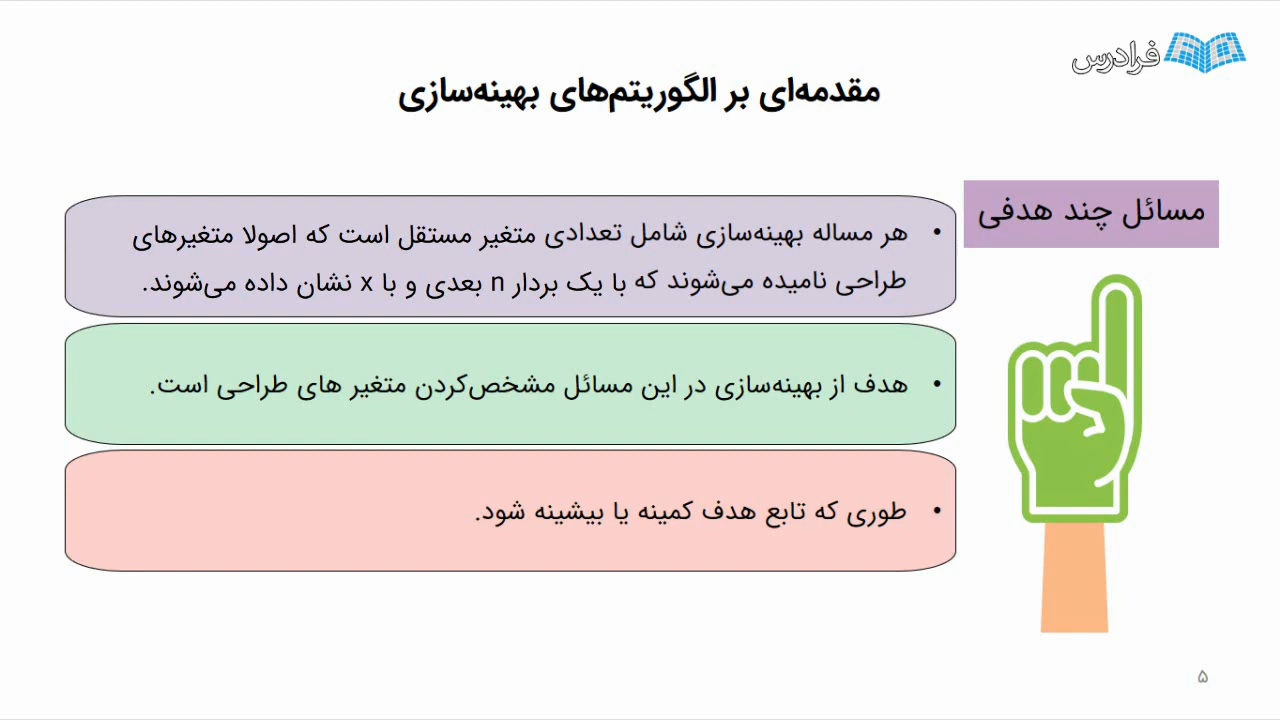 فرادرس
مقدمه‌ای بر الگوریتم‌های بهینه‌سازی
مسائل چند هدفی
• هر مساله بهینه‌سازی شامل تعدادی متغیر مستقل است که اصولا متغیرهای
طراحی نامیده می‌شوند که با یک بردار n بعدی و با x نشان داده می‌شوند.
• هدف از بهینه‌سازی در این مسائل مشخص‌کردن متغیر های طراحی است.
• طوری که تابع هدف کمینه یا بیشینه شود.
۵